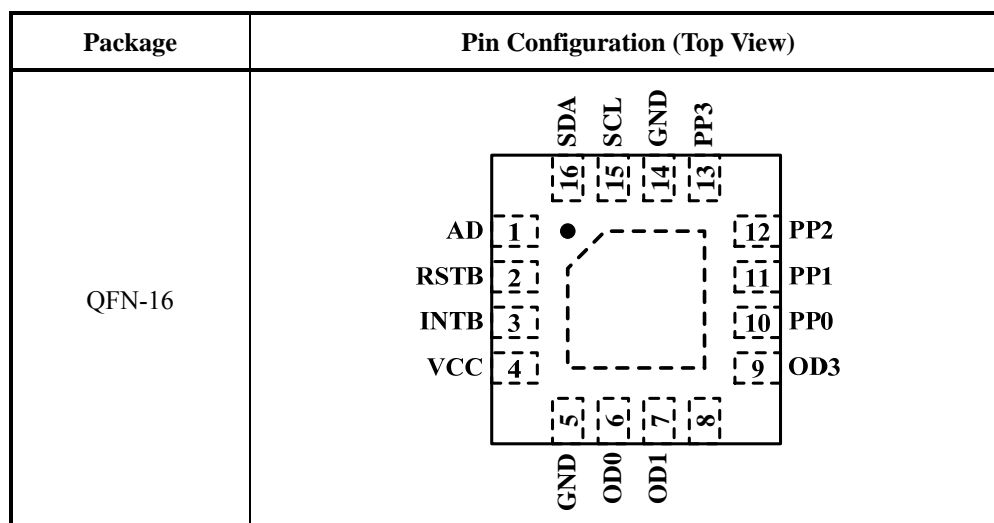 Package Pin Configuration (Top View)
QFN-16
SDA SCL GND PP3
16 15 14 13
AD 1 12 PP2
RSTB 2 11 PP1
INTB 3 10 PP0
VCC 4 9 OD3
5 6 7 8
GND OD0 OD1